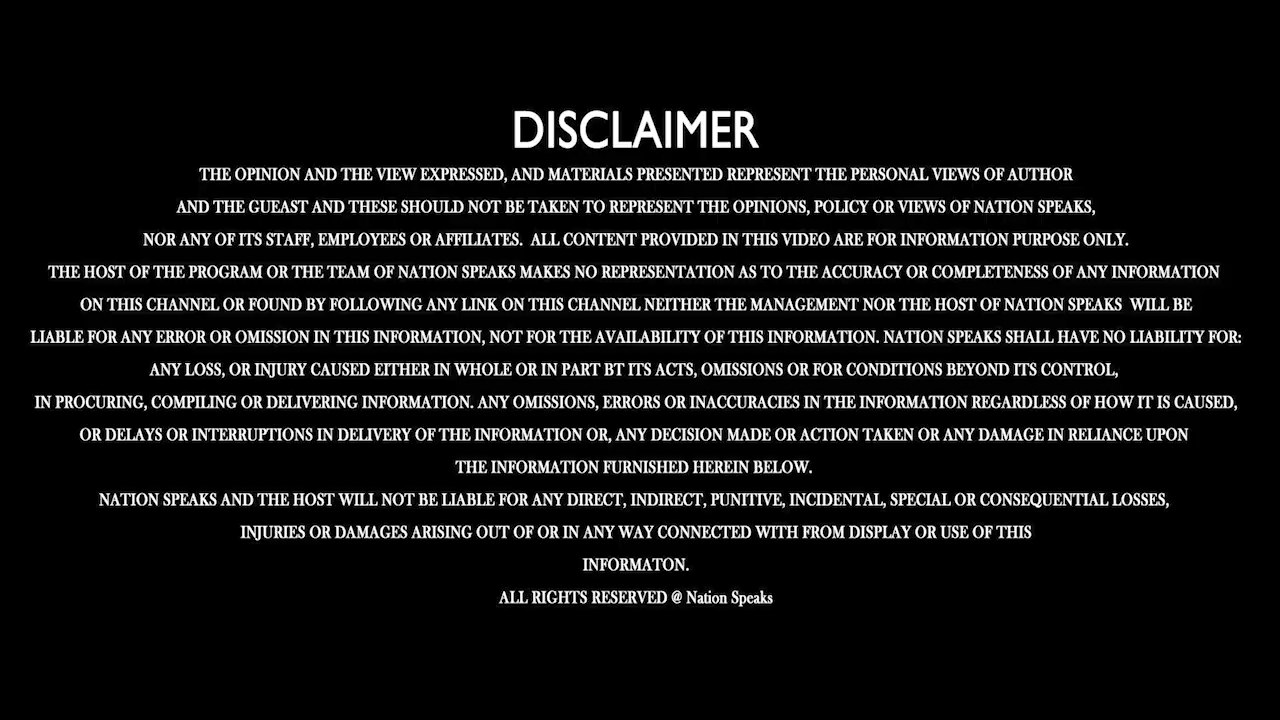 DISCLAIMER
THE OPINION AND THE VIEW EXPRESSED, AND MATERIALS PRESENTED REPRESENT THE PERSONAL VIEWS OF AUTHOR
AND THE GUEAST AND THESE SHOULD NOT BE TAKEN TO REPRESENT THE OPINIONS, POLICY OR VIEWS OF NATION SPEAKS,
NOR ANY OF ITS STAFF, EMPLOYEES OR AFFILIATES. ALL CONTENT PROVIDED IN THIS VIDEO ARE FOR INFORMATION PURPOSE ONLY.
THE HOST OF THE PROGRAM OR THE TEAM OF NATION SPEAKS MAKES NO REPRESENTATION AS TO THE ACCURACY OR COMPLETENESS OF ANY INFORMATION
ON THIS CHANNEL OR FOUND BY FOLLOWING ANY LINK ON THIS CHANNEL NEITHER THE MANAGEMENT NOR THE HOST OF NATION SPEAKS WILL BE
LIABLE FOR ANY ERROR OR OMISSION IN THIS INFORMATION, NOT FOR THE AVAILABILITY OF THIS INFORMATION. NATION SPEAKS SHALL HAVE NO LIABILITY FOR:
ANY LOSS, OR INJURY CAUSED EITHER IN WHOLE OR IN PART BT ITS ACTS, OMISSIONS OR FOR CONDITIONS BEYOND ITS CONTROL,
IN PROCURING, COMPILING OR DELIVERING INFORMATION. ANY OMISSIONS, ERRORS OR INACCURACIES IN THE INFORMATION REGARDLESS OF HOW IT IS CAUSED,
OR DELAYS OR INTERRUPTIONS IN DELIVERY OF THE INFORMATION OR, ANY DECISION MADE OR ACTION TAKEN OR ANY DAMAGE IN RELIANCE UPON
THE INFORMATION FURNISHED HEREIN BELOW.
NATION SPEAKS AND THE HOST WILL NOT BE LIABLE FOR ANY DIRECT, INDIRECT, PUNITIVE, INCIDENTAL, SPECIAL OR CONSEQUENTIAL LOSSES,
INJURIES OR DAMAGES ARISING OUT OF OR IN ANY WAY CONNECTED WITH FROM DISPLAY OR USE OF THIS
INFORMATON.
ALL RIGHTS RESERVED @ Nation Speaks